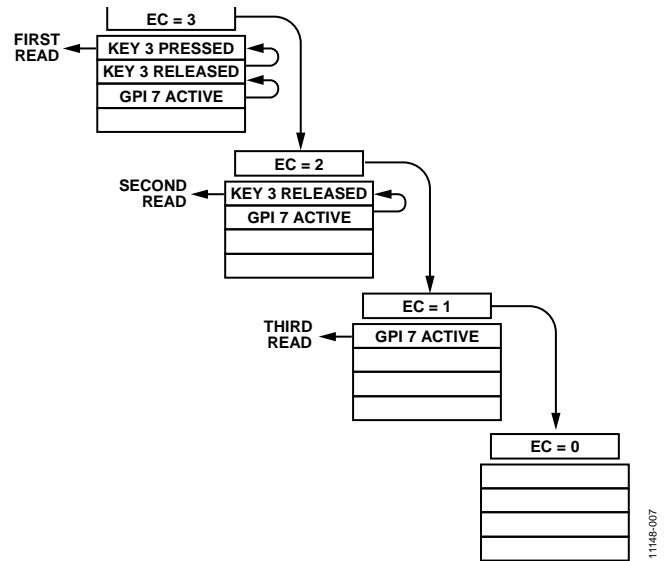 EC = 3
FIRST
READ
KEY 3 PRESSED
KEY 3 RELEASED
GPI 7 ACTIVE
EC = 2
SECOND
READ
KEY 3 RELEASED
GPI 7 ACTIVE
EC = 1
THIRD
READ
GPI 7 ACTIVE
EC = 0
11148-007